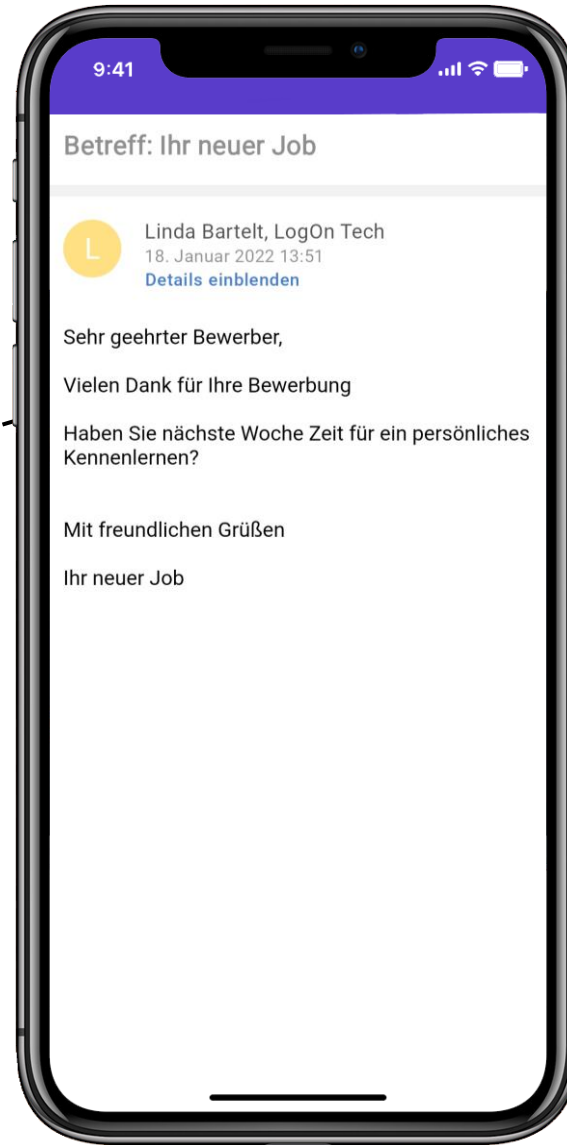 9:41
Betreff: Ihr neuer Job
L
Linda Bartelt, LogOn Tech
18. Januar 2022 13:51
Details einblenden
Sehr geehrter Bewerber,
Vielen Dank für Ihre Bewerbung
Haben Sie nächste Woche Zeit für ein persönliches
Kennenlernen?
Mit freundlichen Grüßen
Ihr neuer Job